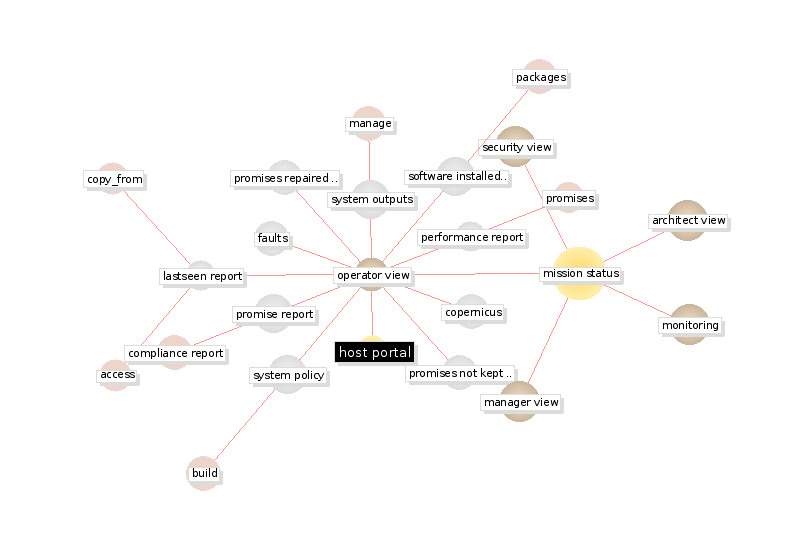 packages
manage
security view
copy_from
promises repaired ..
software installed..
system outputs
promises
architect view
faults
performance report
lastseen report
operator view
mission status
promise report
copernicus
monitoring
compliance report
host portal
access
system policy
promises not kept ..
manager view
build